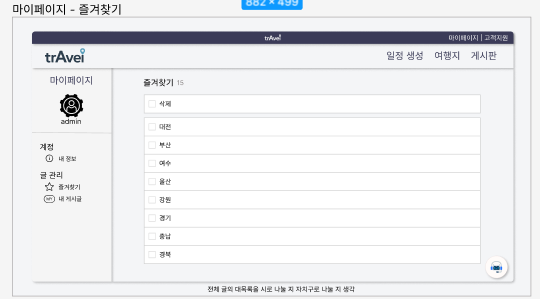 마이페이지 - 즐겨찾기
882 × 499
trAvel
마이페이지 | 고객지원
trAvel
일정 생성 여행지 게시판
마이페이지
admin
계정
내 정보
글 관리
즐겨찾기
MY 내 게시글
즐겨찾기 15
삭제
대전
부산
여수
울산
강원
경기
충남
경북
전체 글의 대목록을 시로 나눌 지 자치구로 나눌 지 생각